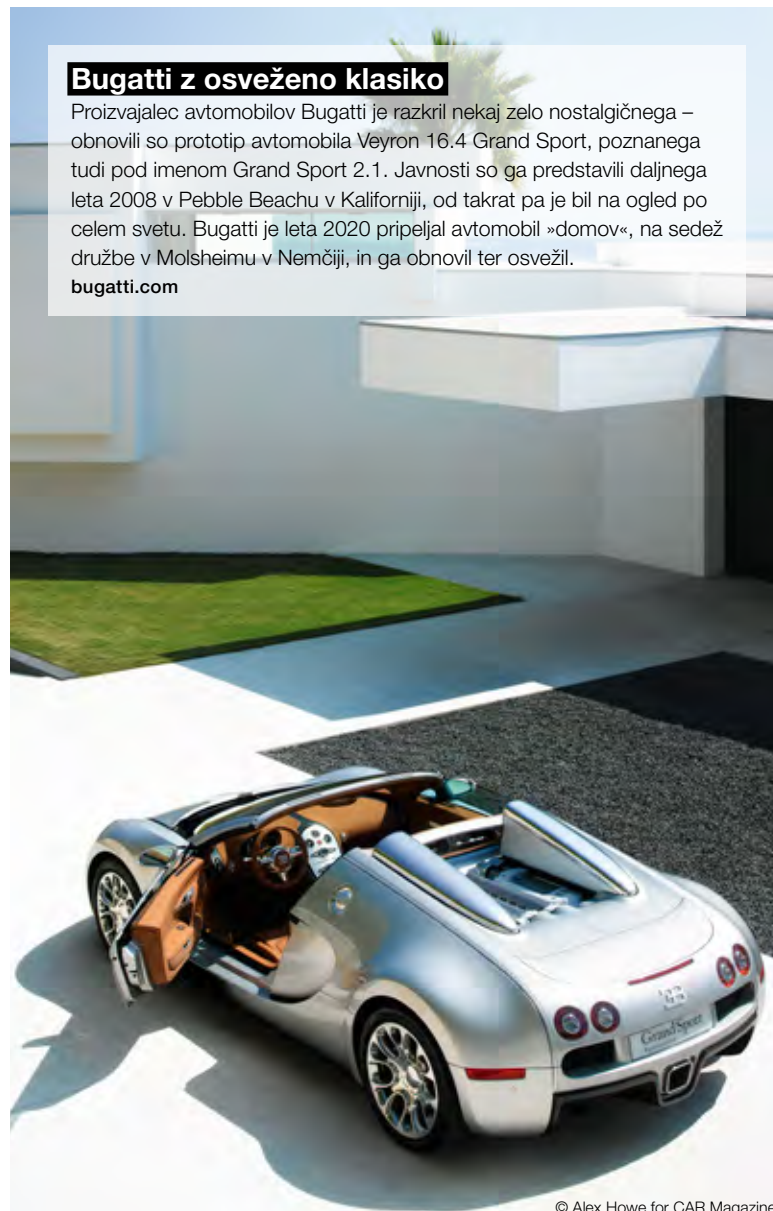 Bugatti z osveženo klasiko
Proizvajalec avtomobilov Bugatti je razkril nekaj zelo nostalgičnega –
obnovili so prototip avtomobila Veyron 16.4 Grand Sport, poznanega
tudi pod imenom Grand Sport 2.1. Javnosti so ga predstavili daljnega
leta 2008 v Pebble Beachu v Kaliforniji, od takrat pa je bil na ogled po
celem svetu. Bugatti je leta 2020 pripeljal avtomobil »domov«, na sedež
družbe v Molsheimu v Nemčiji, in ga obnovil ter osvežil.
bugatti.com
Grand Sport
© Alex Howe for CAR Magazine